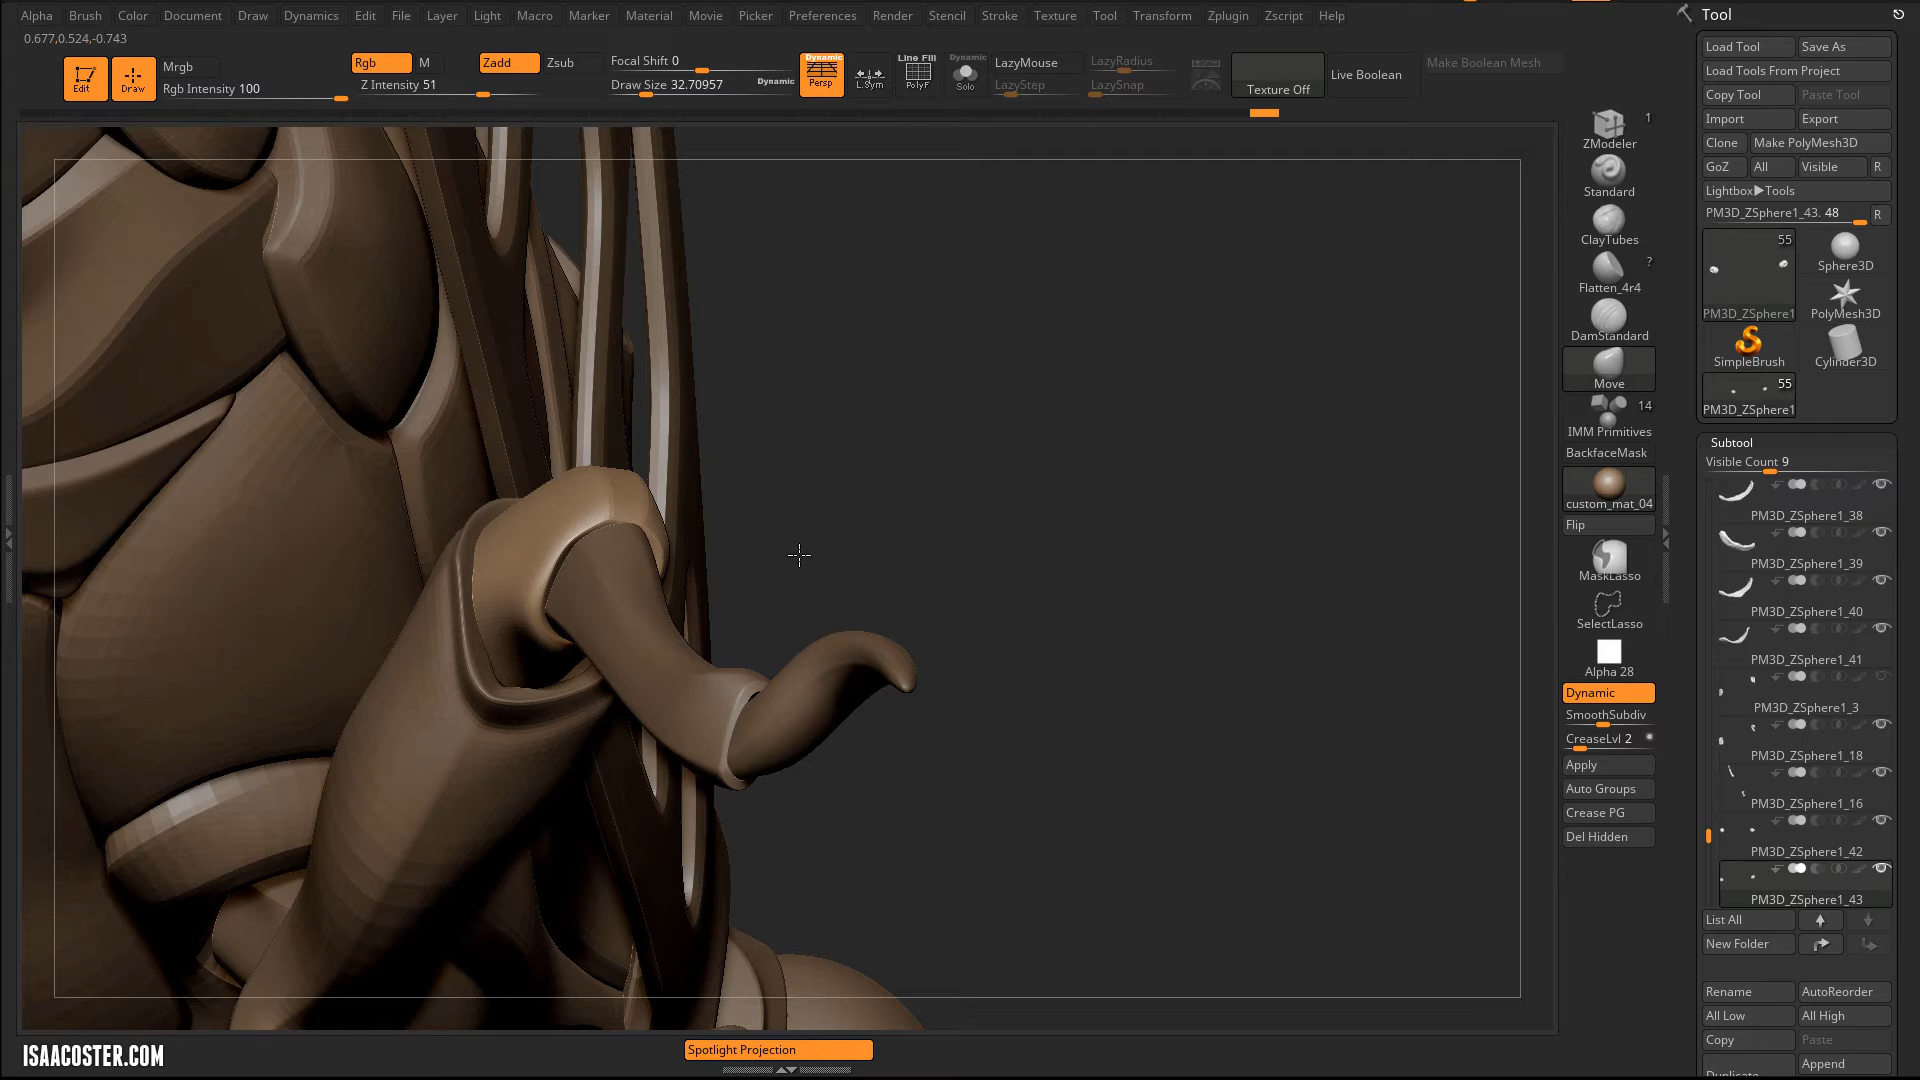 Alpha Brush Color Document Draw Dynamics Edit File Layer Light Macro Marker Material Movie Picker Preferences Render Stencil Stroke Texture Tool Transform Zplugin Zscript Help
0.677,0.524,-0.743
Edit
Draw
Mrgb
Rgb Intensity 100
Rgb
M
Z Intensity 51
Zadd
Zsub
Focal Shift 0
Draw Size 32.70957
Dynamic
Dynamic
Persp
L.Sym
Line Fill
PolyF
Dynamic
Solo
LazyMouse
LazyStep
LazyRadius
LazySnap
Texture Off
Live Boolean
Make Boolean Mesh
1
ZModeler
Standard
ClayTubes
?
Flatten_4r4
DamStandard
Move
14
IMM Primitives
BackfaceMask
custom_mat_04
Flip
MaskLasso
SelectLasso
Alpha 28
Dynamic
SmoothSubdiv
CreaseLvl 2
Apply
Auto Groups
Crease PG
Del Hidden
Tool
Load Tool Save As
Load Tools From Project
Copy Tool Paste Tool
Import Export
Clone Make PolyMesh3D
GoZ All Visible R
Lightbox▶Tools
PM3D_ZSphere1_43. 48 R
55
PM3D_ZSphere1
Sphere3D
PolyMesh3D
SimpleBrush
Cylinder3D
55
PM3D_ZSphere1
Subtool
Visible Count 9
PM3D_ZSphere1_38
PM3D_ZSphere1_39
PM3D_ZSphere1_40
PM3D_ZSphere1_41
PM3D_ZSphere1_3
PM3D_ZSphere1_18
PM3D_ZSphere1_16
PM3D_ZSphere1_42
PM3D_ZSphere1_43
List All
New Folder
Rename AutoReorder
All Low All High
Copy Paste
Append
Duplicate
ISAACOSTER.COM
Spotlight Projection